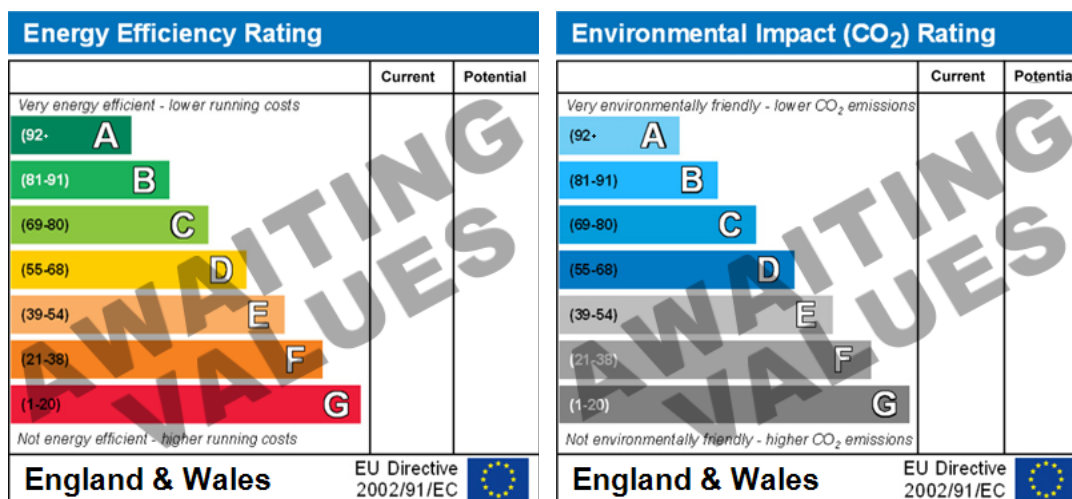 Energy Efficiency Rating
Current Potential
Very energy efficient - lower running costs
(92+ A
(81-91) B
(69-80) C
(55-68) D
(39-54) E
(21-38) F
(1-20) G
Not energy efficient - higher running costs
England & Wales
EU Directive
2002/91/EC
AWAITING
VALUES
Environmental Impact (CO₂) Rating
Current Potentia
Very environmentally friendly - lower CO₂ emissions
(92+ A
(81-91) B
(69-80) C
(55-68) D
(39-54) E
(21-38) F
(1-20) G
Not environmentally friendly - higher CO₂ emissions
England & Wales
EU Directive
2002/91/EC
AWAITING
VALUES